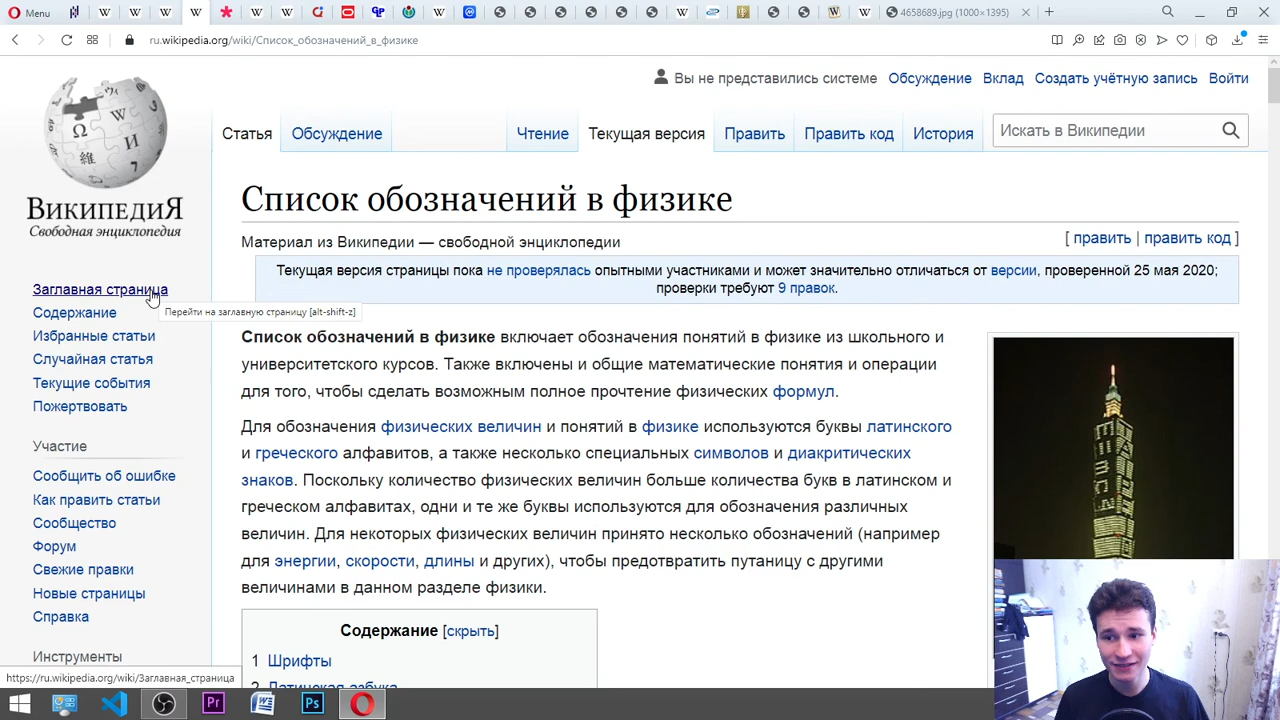 Menu
4658689.jpg (1000×1395)
ru.wikipedia.org/wiki/Список_обозначений_в_физике
Вы не представились системе
Обсуждение
Вклад
Создать учётную запись
Войти
Статья
Обсуждение
Чтение
Текущая версия
Править
Править код
История
Искать в Википедии
ВикипедиЯ
Свободная энциклопедия
Список обозначений в физике
Материал из Википедии — свободной энциклопедии
[ править | править код ]
Текущая версия страницы пока не проверялась опытными участниками и может значительно отличаться от версии, проверенной 25 мая 2020;
проверки требуют 9 правок.
Заглавная страница
Перейти на заглавную страницу [alt-shift-z]
Содержание
Избранные статьи
Случайная статья
Текущие события
Пожертвовать
Участие
Сообщить об ошибке
Как править статьи
Сообщество
Форум
Свежие правки
Новые страницы
Справка
Инструменты
Список обозначений в физике включает обозначения понятий в физике из школьного и
университетского курсов. Также включены и общие математические понятия и операции
для того, чтобы сделать возможным полное прочтение физических формул.
Для обозначения физических величин и понятий в физике используются буквы латинского
и греческого алфавитов, а также несколько специальных символов и диакритических
знаков. Поскольку количество физических величин больше количества букв в латинском и
греческом алфавитах, одни и те же буквы используются для обозначения различных
величин. Для некоторых физических величин принято несколько обозначений (например
для энергии, скорости, длины и других), чтобы предотвратить путаницу с другими
величинами в данном разделе физики.
Содержание [скрыть]
1 Шрифты
2 Латинская азбука
https://ru.wikipedia.org/wiki/Заглавная_страница